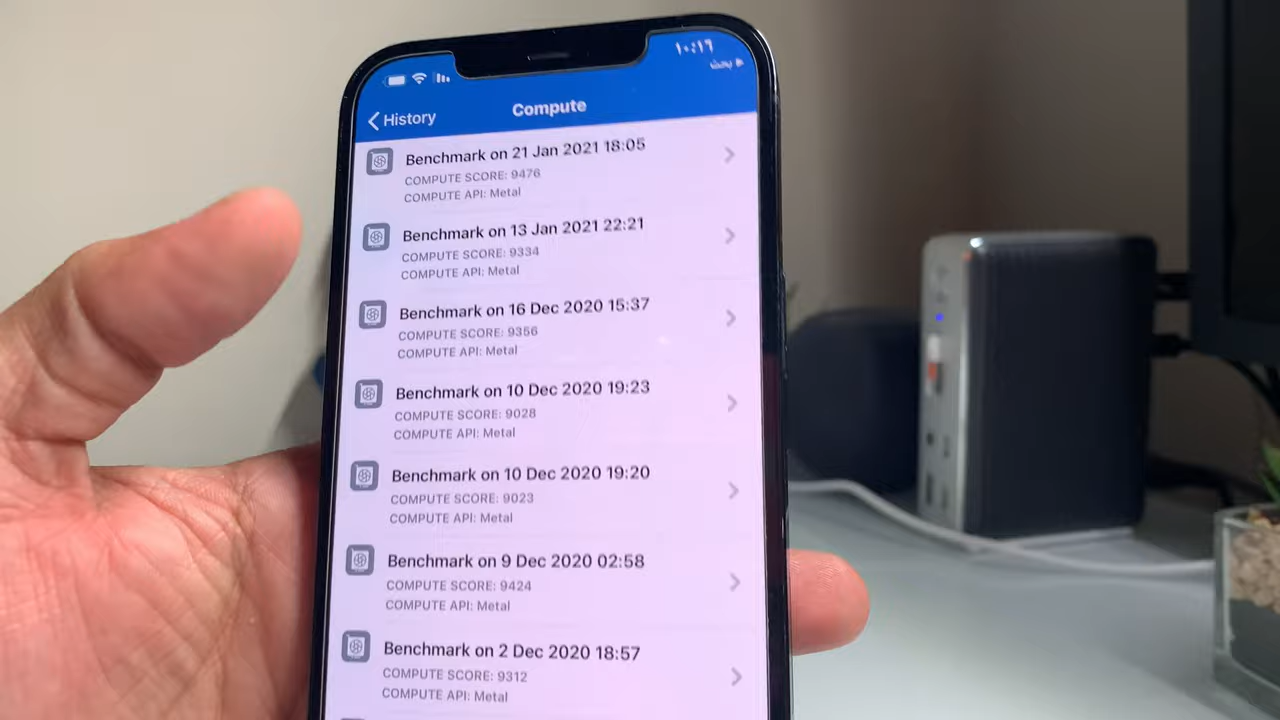 ١٠:١٦
بحث
History
Compute
Benchmark on 21 Jan 2021 18:05
COMPUTE SCORE: 9476
COMPUTE API: Metal
Benchmark on 13 Jan 2021 22:21
COMPUTE SCORE: 9334
COMPUTE API: Metal
Benchmark on 16 Dec 2020 15:37
COMPUTE SCORE: 9356
COMPUTE API: Metal
Benchmark on 10 Dec 2020 19:23
COMPUTE SCORE: 9028
COMPUTE API: Metal
Benchmark on 10 Dec 2020 19:20
COMPUTE SCORE: 9023
COMPUTE API: Metal
Benchmark on 9 Dec 2020 02:58
COMPUTE SCORE: 9424
COMPUTE API: Metal
Benchmark on 2 Dec 2020 18:57
COMPUTE SCORE: 9312
COMPUTE API: Metal